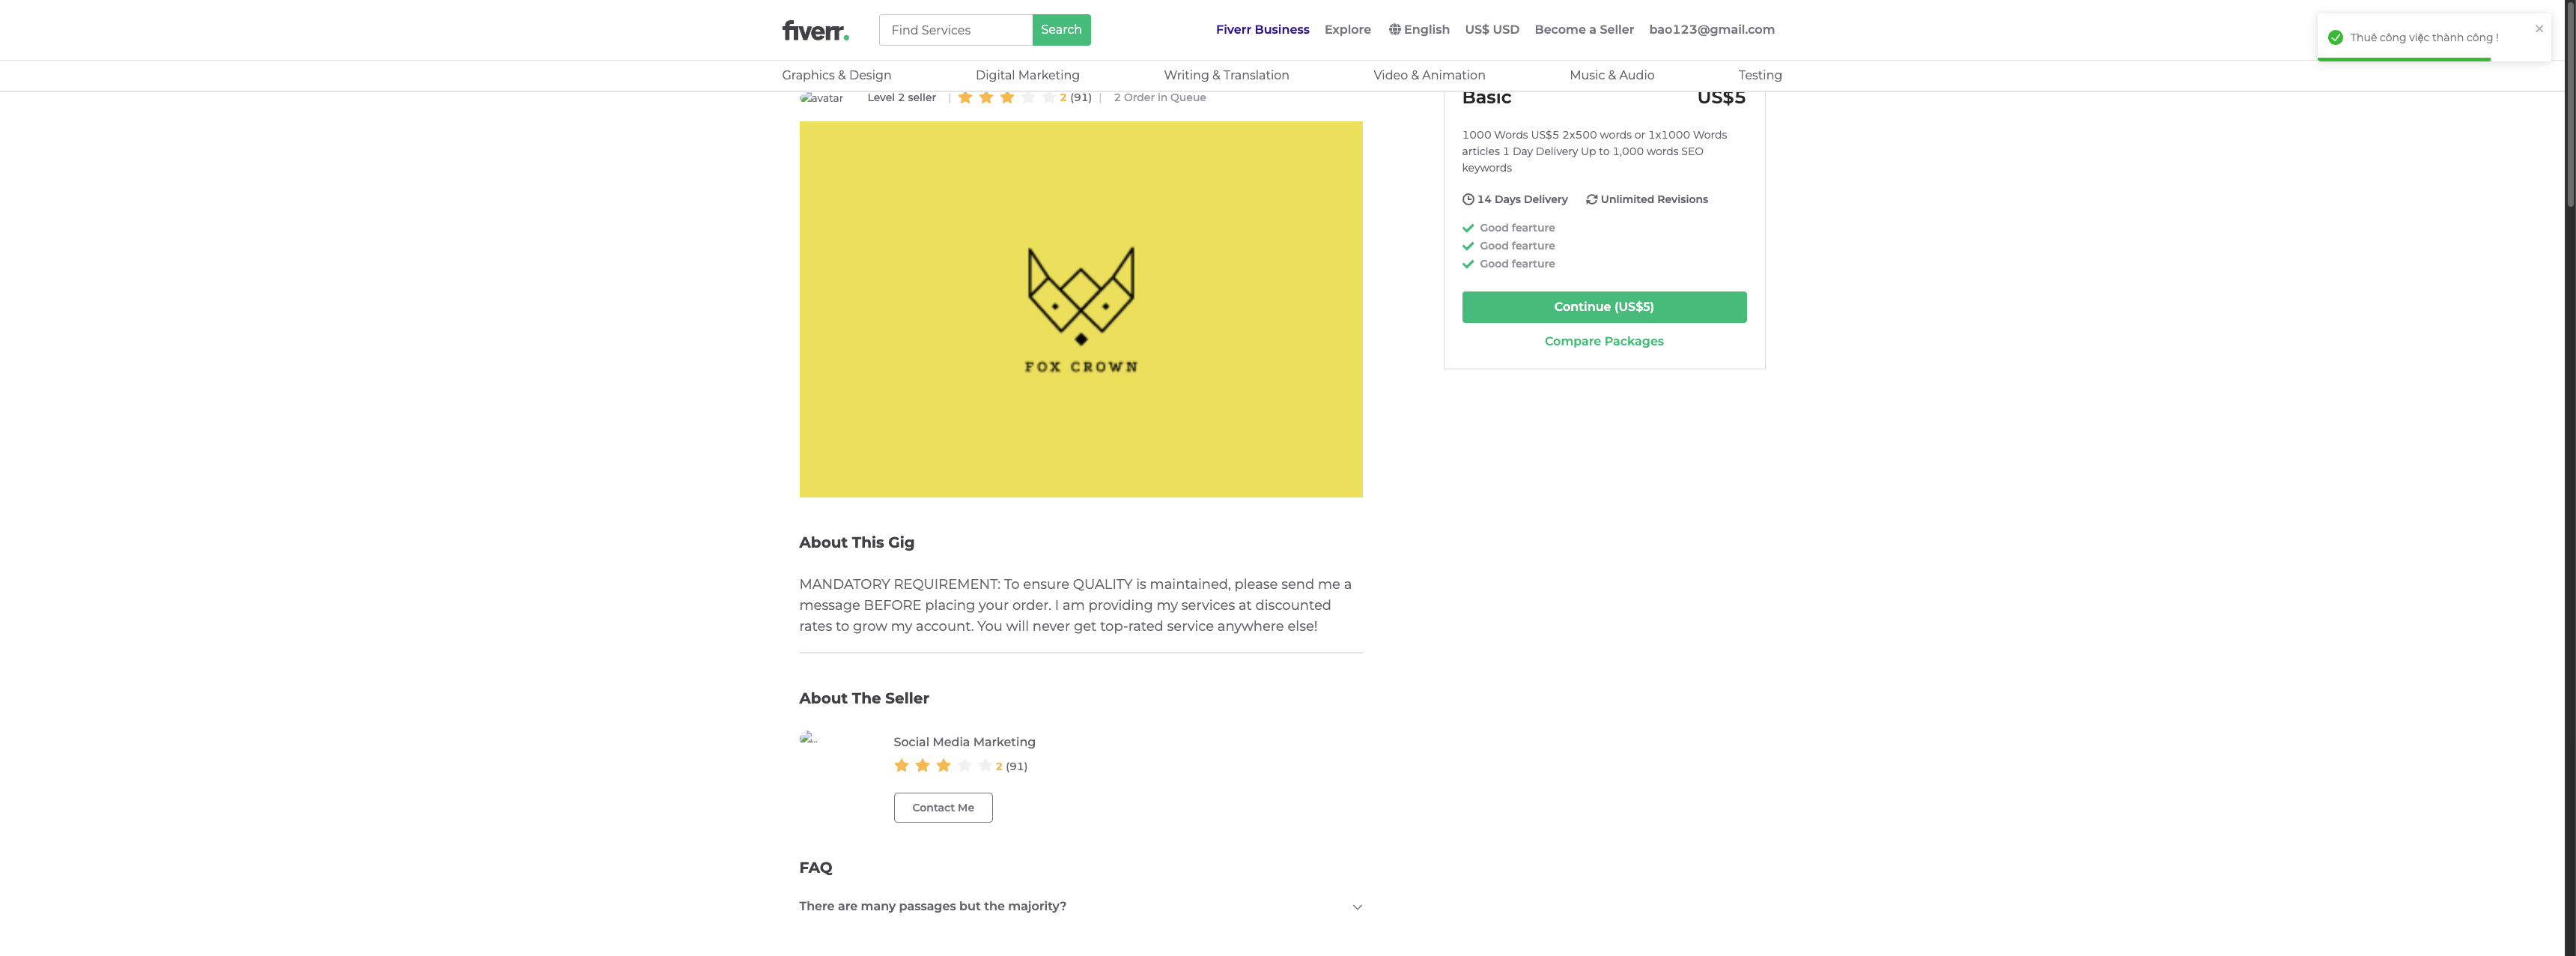 fiverr.
Find Services
Search
Fiverr Business
Explore
English
US$ USD
Become a Seller
bao123@gmail.com
Thuê công việc thành công !
Graphics & Design
Digital Marketing
Writing & Translation
Video & Animation
Music & Audio
Testing
avatar
Level 2 seller | 2 (91) | 2 Order in Queue
Basic
US$5
1000 Words US$5 2x500 words or 1x1000 Words
articles 1 Day Delivery Up to 1,000 words SEO
keywords
14 Days Delivery
Unlimited Revisions
Good fearture
Good fearture
Good fearture
Continue (US$5)
Compare Packages
FOX CROWN
About This Gig
MANDATORY REQUIREMENT: To ensure QUALITY is maintained, please send me a
message BEFORE placing your order. I am providing my services at discounted
rates to grow my account. You will never get top-rated service anywhere else!
About The Seller
Social Media Marketing
2 (91)
Contact Me
FAQ
There are many passages but the majority?